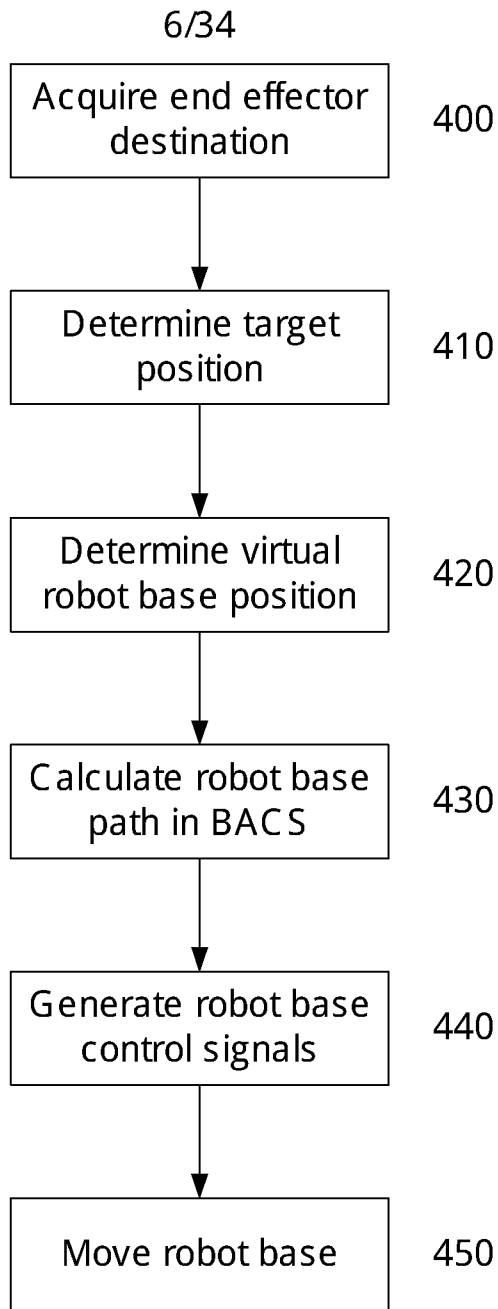 6/34
Acquire end effector
destination
400
Determine target
position
410
Determine virtual
robot base position
420
Calculate robot base
path in BACS
430
Generate robot base
control signals
440
Move robot base
450